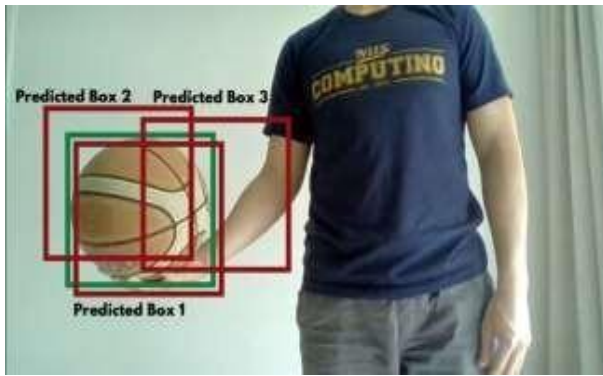 NUS
COMPUTING
Predicted Box 2
Predicted Box 3
Predicted Box 1